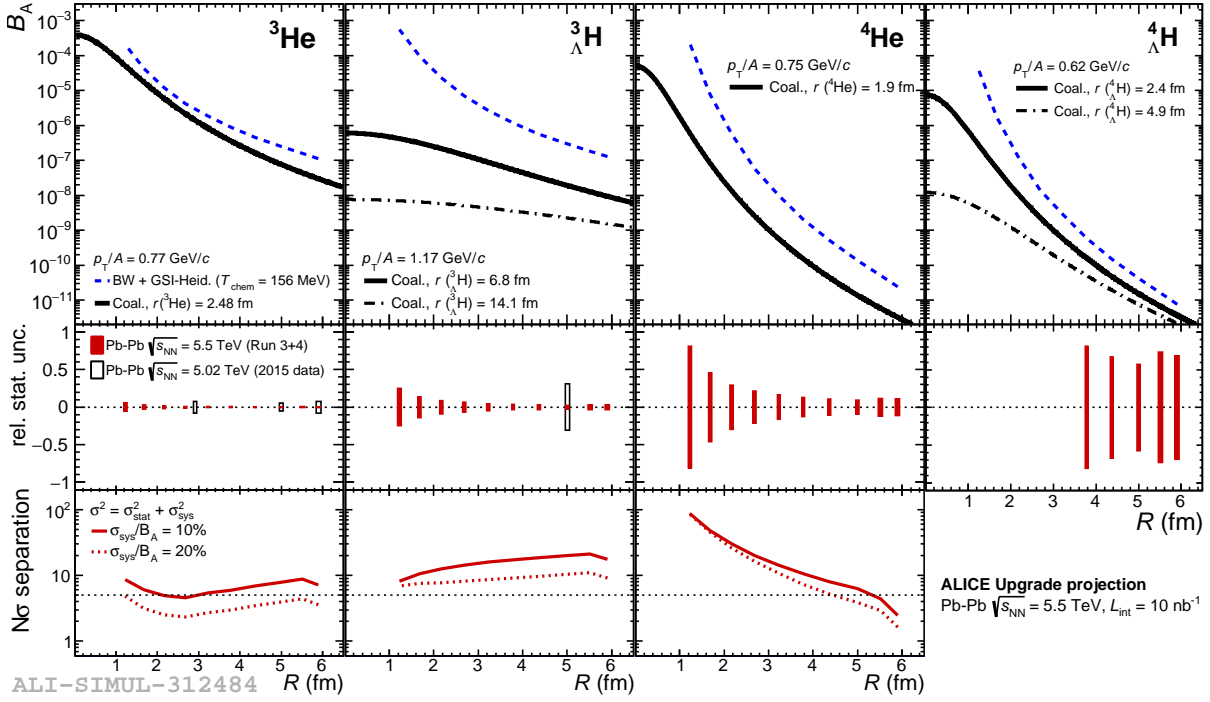 B_A
³He
³ΛH
⁴He
⁴ΛH
10⁻³
10⁻⁴
10⁻⁵
10⁻⁶
10⁻⁷
10⁻⁸
10⁻⁹
10⁻¹⁰
10⁻¹¹
p_T/A = 0.77 GeV/c
BW + GSI-Heid. (T_chem = 156 MeV)
Coal., r (³He) = 2.48 fm
p_T/A = 1.17 GeV/c
Coal., r (³ΛH) = 6.8 fm
Coal., r (³ΛH) = 14.1 fm
p_T/A = 0.75 GeV/c
Coal., r (⁴He) = 1.9 fm
p_T/A = 0.62 GeV/c
Coal., r (⁴ΛH) = 2.4 fm
Coal., r (⁴ΛH) = 4.9 fm
rel. stat. unc.
1
0.5
0
−0.5
−1
Pb-Pb √s_NN = 5.5 TeV (Run 3+4)
Pb-Pb √s_NN = 5.02 TeV (2015 data)
1 2 3 4 5 6
R (fm)
Nσ separation
10²
10
1
σ² = σ²_stat + σ²_sys
σ_sys/B_A = 10%
σ_sys/B_A = 20%
1 2 3 4 5 6
R (fm)
1 2 3 4 5 6
R (fm)
1 2 3 4 5 6
R (fm)
ALICE Upgrade projection
Pb-Pb √s_NN = 5.5 TeV, L_int = 10 nb⁻¹
ALI-SIMUL-312484